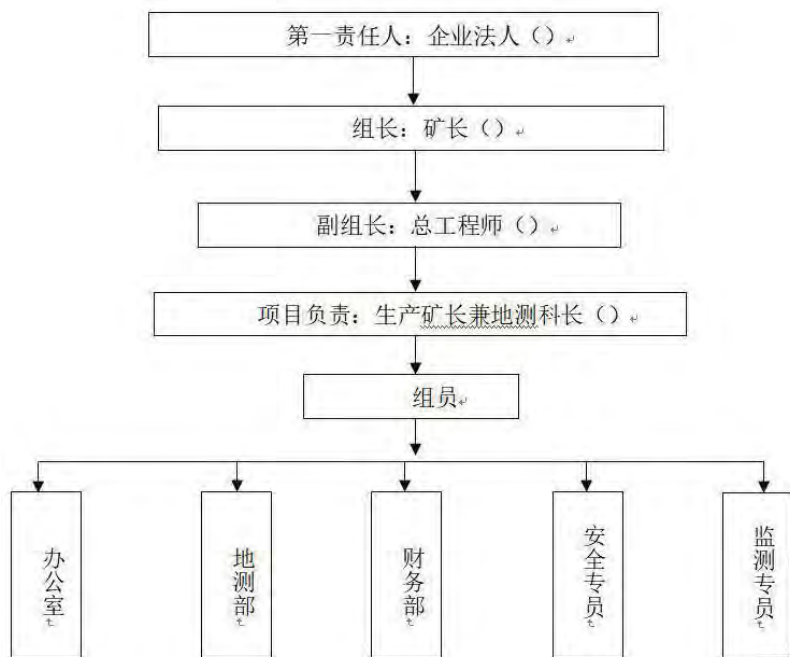 第一责任人：企业法人（）
组长：矿长（）
副组长：总工程师（）
项目负责：生产矿长兼地测科长（）
组员
办公室
地测部
财务部
安全专员
监测专员